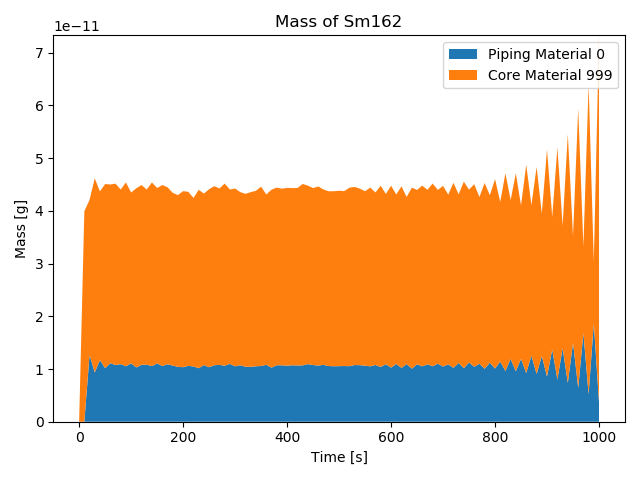 Mass of Sm162
1e−11
Piping Material 0
Core Material 999
7
6
5
4
3
2
1
0
Mass [g]
0 200 400 600 800 1000
Time [s]